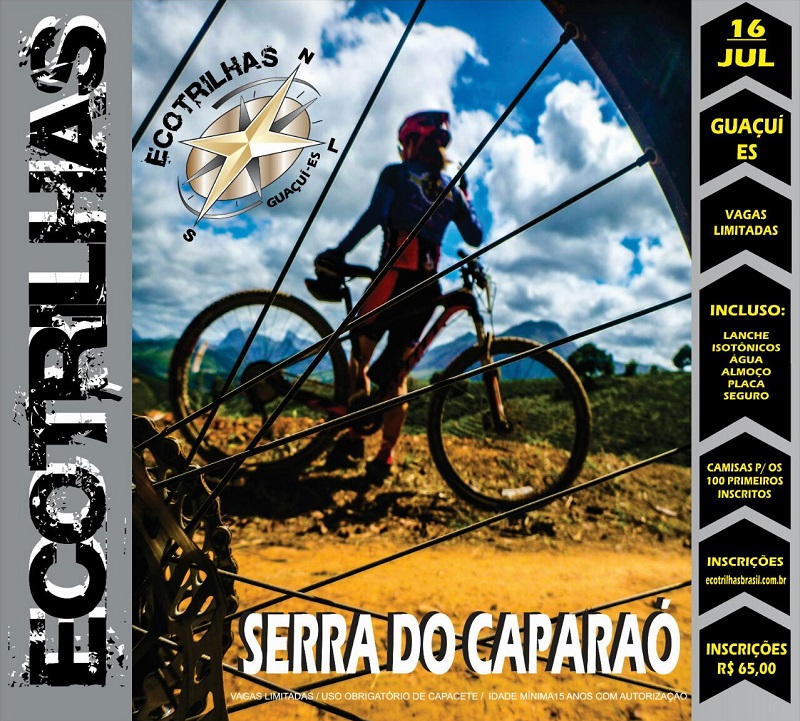 ECOTRILHAS
ECOTRILHAS
N
L
S
GUAÇUÍ-ES
16
JUL
GUAÇUÍ
ES
VAGAS
LIMITADAS
INCLUSO:
LANCHE
ISOTÔNICOS
ÁGUA
ALMOÇO
PLACA
SEGURO
CAMISAS P/ OS
100 PRIMEIROS
INSCRITOS
INSCRIÇÕES
ecotrilhasbrasil.com.br
INSCRIÇÕES
R$ 65,00
SERRA DO CAPARAÓ
VAGAS LIMITADAS / USO OBRIGATÓRIO DE CAPACETE / IDADE MÍNIMA15 ANOS COM AUTORIZAÇÃO